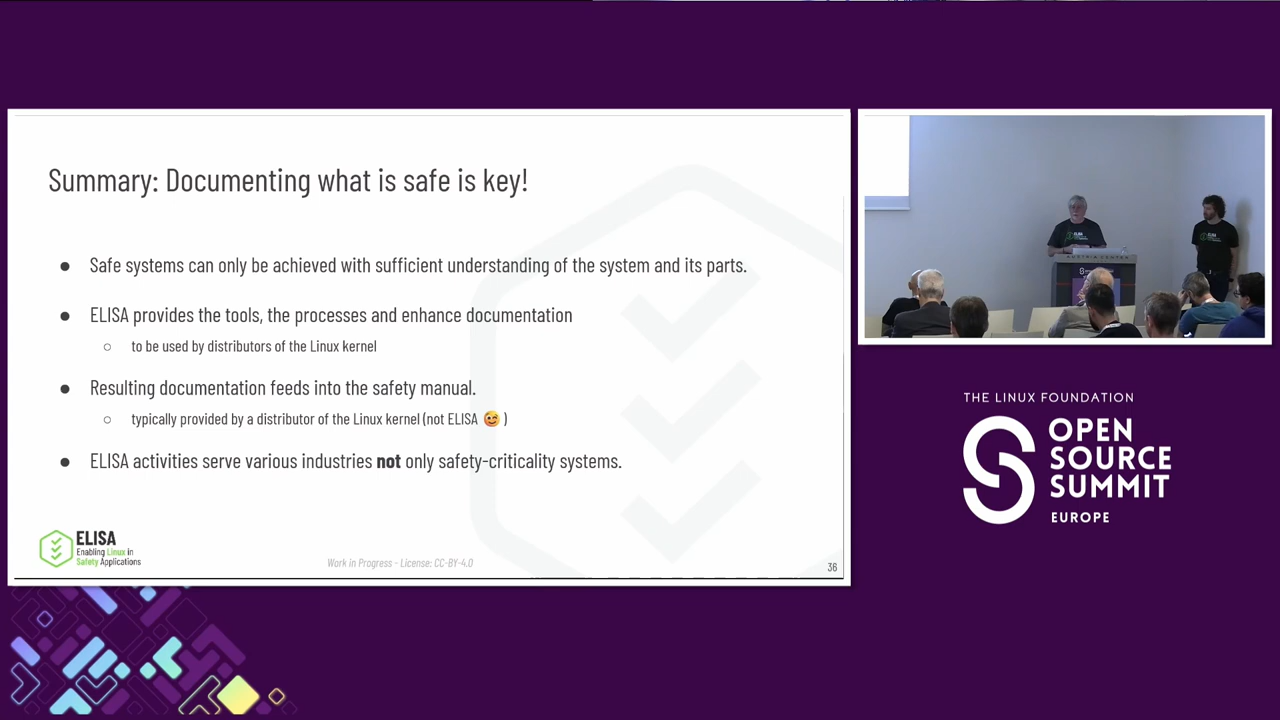 Summary: Documenting what is safe is key!
● Safe systems can only be achieved with sufficient understanding of the system and its parts.
● ELISA provides the tools, the processes and enhance documentation
○ to be used by distributors of the Linux kernel
● Resulting documentation feeds into the safety manual.
○ typically provided by a distributor of the Linux kernel (not ELISA 😉 )
● ELISA activities serve various industries not only safety-criticality systems.
ELISA
Enabling Linux in
Safety Applications
Work in Progress - License: CC-BY-4.0
36
AUSTRIA CENTER
ELISA
ELISA
THE LINUX FOUNDATION
OPEN
SOURCE
SUMMIT
EUROPE